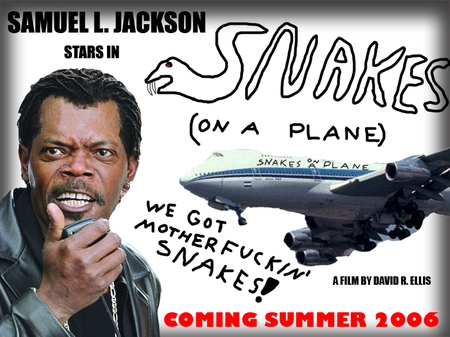 SAMUEL L. JACKSON
STARS IN
SNAKES
(ON A PLANE)
SNAKES ON A PLANE
WE GOT
MOTHERFUCKIN'
SNAKES!
A FILM BY DAVID R. ELLIS
COMING SUMMER 2006